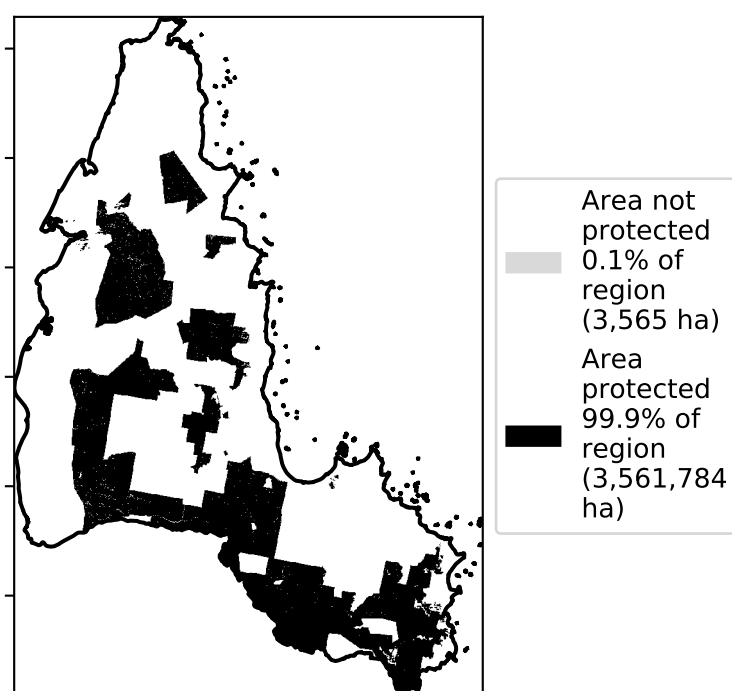 Area not
protected
0.1% of
region
(3,565 ha)
Area
protected
99.9% of
region
(3,561,784
ha)